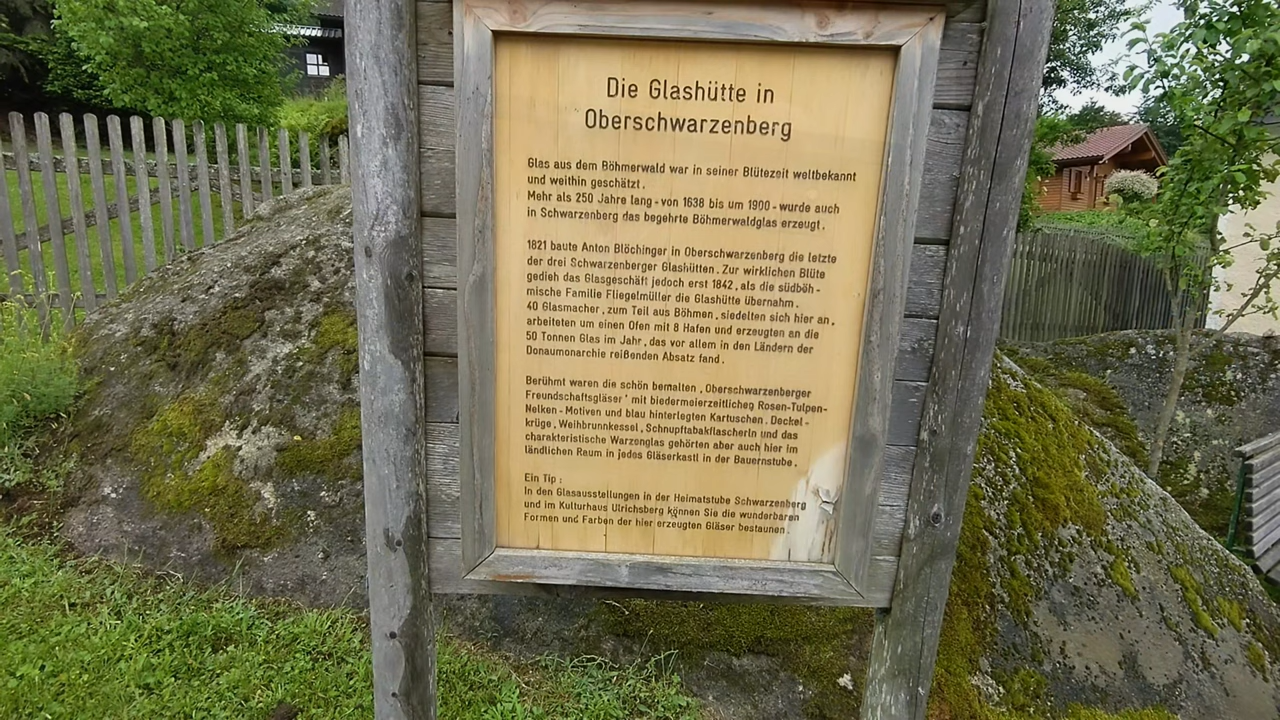 Die Glashütte in
Oberschwarzenberg
Glas aus dem Böhmerwald war in seiner Blütezeit weltbekannt
und weithin geschätzt.
Mehr als 250 Jahre lang - von 1638 bis um 1900 - wurde auch
in Schwarzenberg das begehrte Böhmerwaldglas erzeugt.
1821 baute Anton Blöchinger in Oberschwarzenberg die letzte
der drei Schwarzenberger Glashütten. Zur wirklichen Blüte
gedieh das Glasgeschäft jedoch erst 1842, als die südböh-
mische Familie Fliegelmüller die Glashütte übernahm.
40 Glasmacher, zum Teil aus Böhmen, siedelten sich hier an,
arbeiteten um einen Ofen mit 8 Hafen und erzeugten an die
50 Tonnen Glas im Jahr, das vor allem in den Ländern der
Donaumonarchie reißenden Absatz fand.
Berühmt waren die schön bemalten ,Oberschwarzenberger
Freundschaftsgläser' mit biedermeierzeitlichen Rosen-Tulpen-
Nelken-Motiven und blau hinterlegten Kartuschen. Deckel-
krüge, Weihbrunnkessel, Schnupftabakflascherln und das
charakteristische Warzenglas gehörten aber auch hier im
ländlichen Raum in jedes Gläserkastl in der Bauernstube.
Ein Tip:
In den Glasausstellungen in der Heimatstube Schwarzenberg
und im Kulturhaus Ulrichsberg können Sie die wunderbaren
Formen und Farben der hier erzeugten Gläser bestaunen.